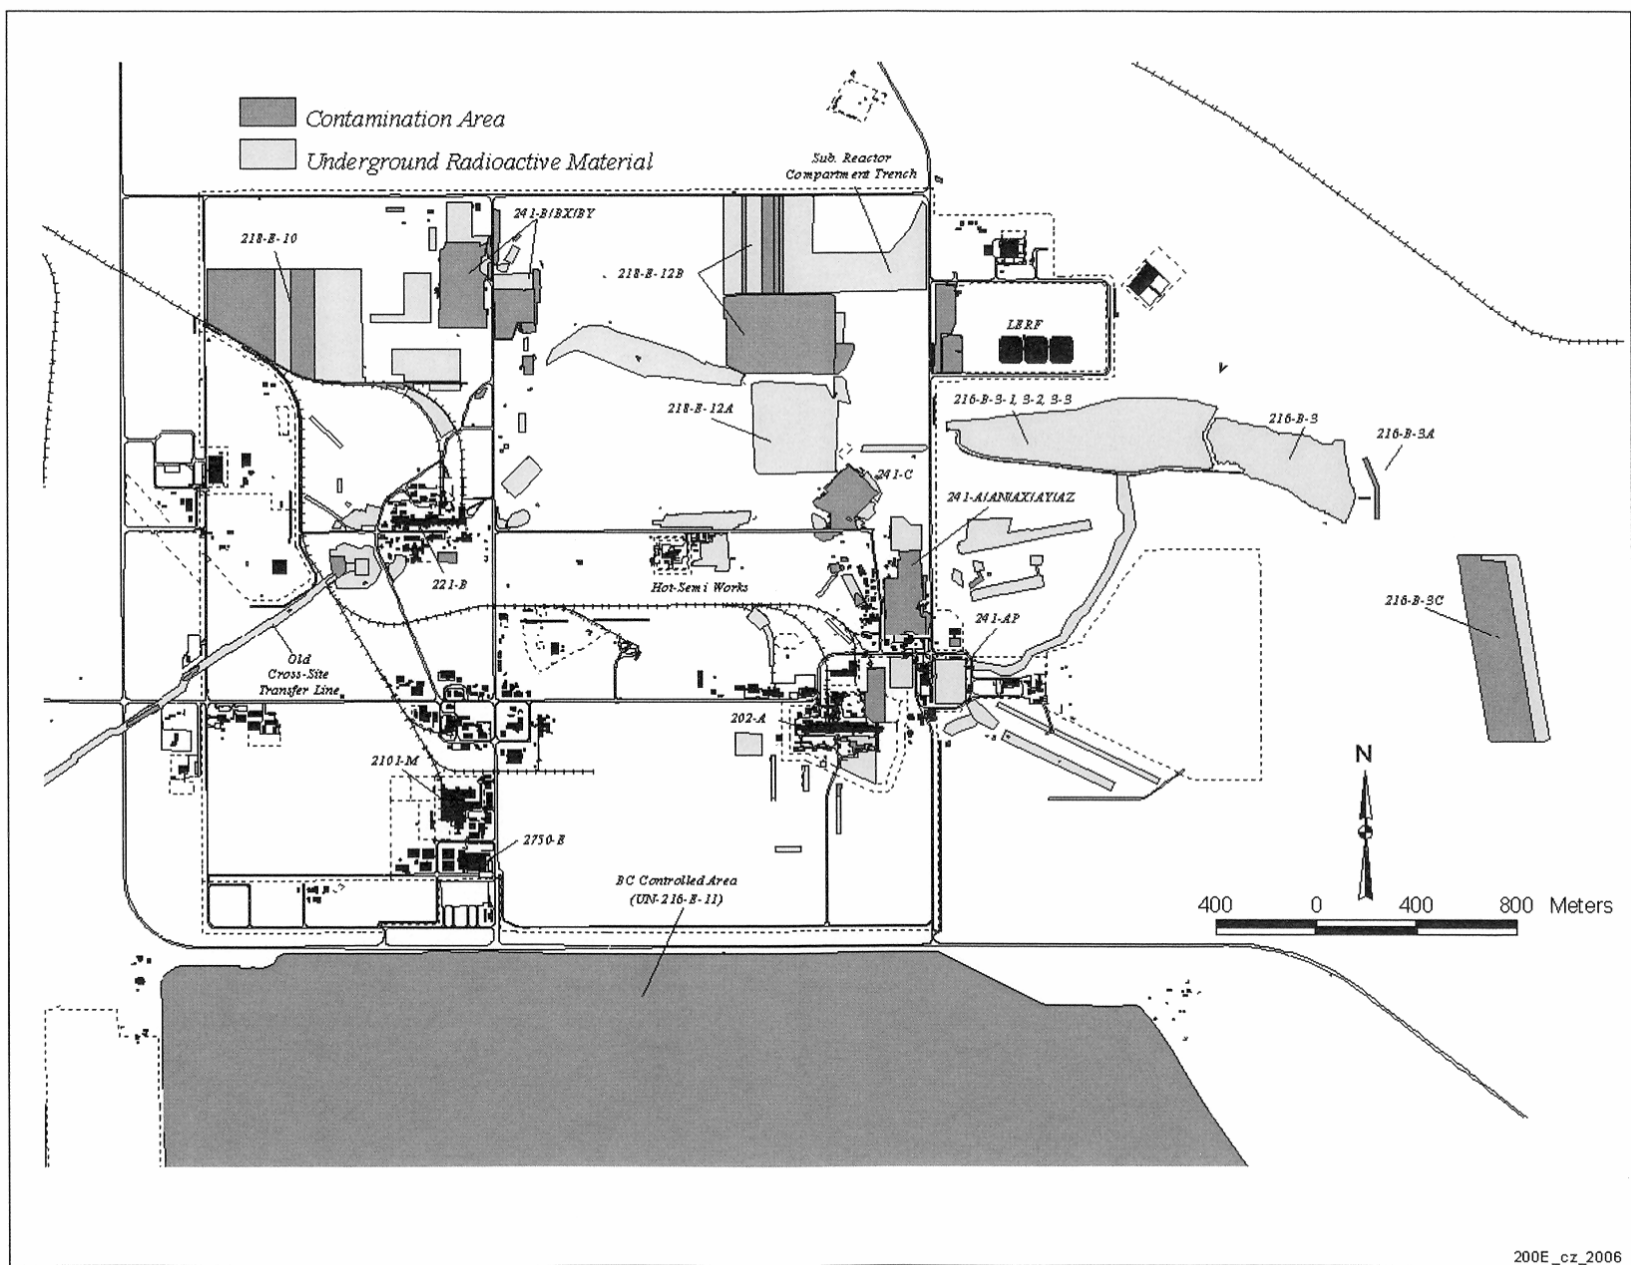 Contamination Area
Underground Radioactive Material
Sub. Reactor
Compartment Trench
241-B/BX/BY
218-E-10
218-E-12B
LERF
218-E-12A
216-B-3-1, 3-2, 3-3
216-B-3
216-B-3A
241-C
241-A/AN/AX/AY/AZ
221-B
Hot-Semi Works
216-B-3C
241-AP
Old
Cross-Site
Transfer Line
202-A
2101-M
N
2750-E
BC Controlled Area
(UN-216-E-11)
400 0 400 800 Meters
200E_cz_2006